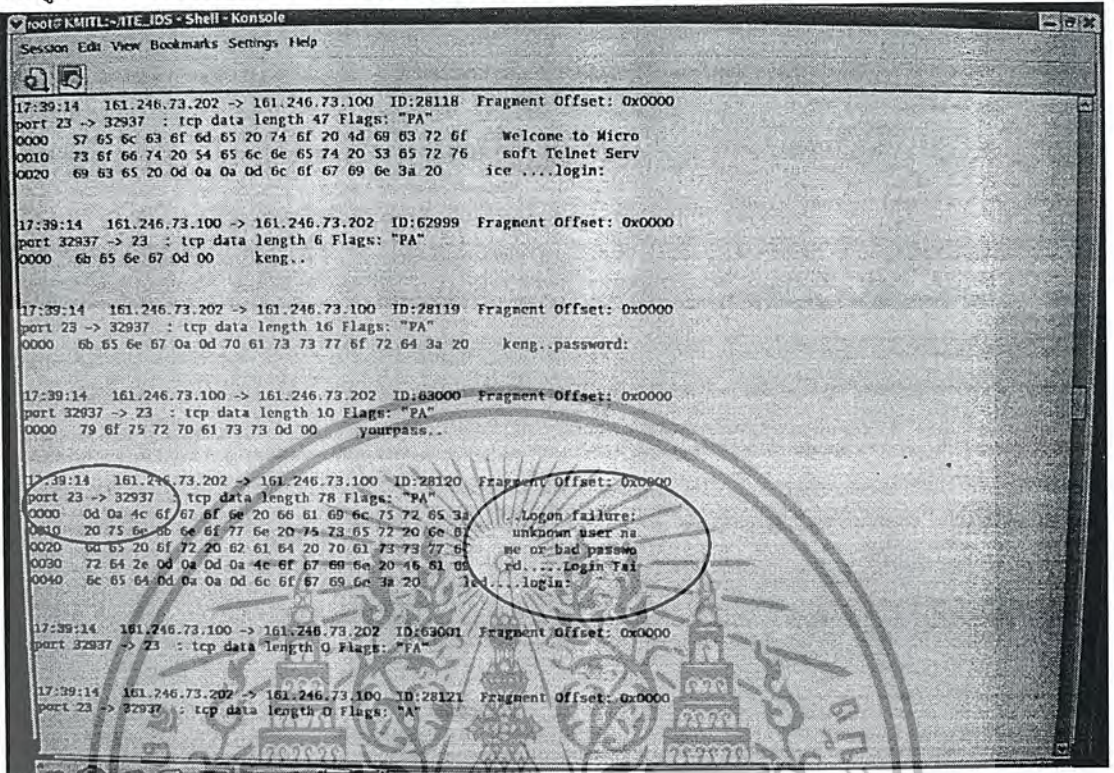 root@KMITL:~/ITE_IDS - Shell - Konsole
Session Edit View Bookmarks Settings Help
17:39:14 161.246.73.202 -> 161.246.73.100 ID:28118 Fragment Offset: 0x0000
port 23 -> 32937 : tcp data length 47 Flags: "PA"
0000 57 65 6c 63 6f 6d 65 20 74 6f 20 4d 69 63 72 6f Welcome to Micro
0010 73 6f 66 74 20 54 65 6c 6e 65 74 20 53 65 72 76 soft Telnet Serv
0020 69 63 65 20 0d 0a 0a 0d 6c 6f 67 69 6e 3a 20 ice ....login:
17:39:14 161.246.73.100 -> 161.246.73.202 ID:62999 Fragment Offset: 0x0000
port 32937 -> 23 : tcp data length 6 Flags: "PA"
0000 6b 65 6e 67 0d 00 keng..
17:39:14 161.246.73.202 -> 161.246.73.100 ID:28119 Fragment Offset: 0x0000
port 23 -> 32937 : tcp data length 16 Flags: "PA"
0000 6b 65 6e 67 0a 0d 70 61 73 73 77 6f 72 64 3a 20 keng..password:
17:39:14 161.246.73.100 -> 161.246.73.202 ID:63000 Fragment Offset: 0x0000
port 32937 -> 23 : tcp data length 10 Flags: "PA"
0000 79 6f 75 72 70 61 73 73 0d 00 yourpass..
17:39:14 161.246.73.202 -> 161.246.73.100 ID:28120 Fragment Offset: 0x0000
port 23 -> 32937 tcp data length 78 Flags: "PA"
0000 0d 0a 4c 6f 67 6f 6e 20 66 61 69 6c 75 72 65 3a ..Logon failure:
0010 20 75 6e 6b 6e 6f 77 6e 20 75 73 65 72 20 6e 61 unknown user na
0020 6d 65 20 6f 72 20 62 61 64 20 70 61 73 73 77 6f me or bad passwo
0030 72 64 2e 0d 0a 0d 0a 4c 6f 67 69 6e 20 46 61 69 rd.....Login Fai
0040 6c 65 64 0d 0a 0a 0d 6c 6f 67 69 6e 3a 20 led....login:
17:39:14 161.246.73.100 -> 161.246.73.202 ID:63001 Fragment Offset: 0x0000
port 32937 -> 23 : tcp data length 0 Flags: "FA"
17:39:14 161.246.73.202 -> 161.246.73.100 ID:28121 Fragment Offset: 0x0000
port 23 -> 32937 : tcp data length 0 Flags: "A"